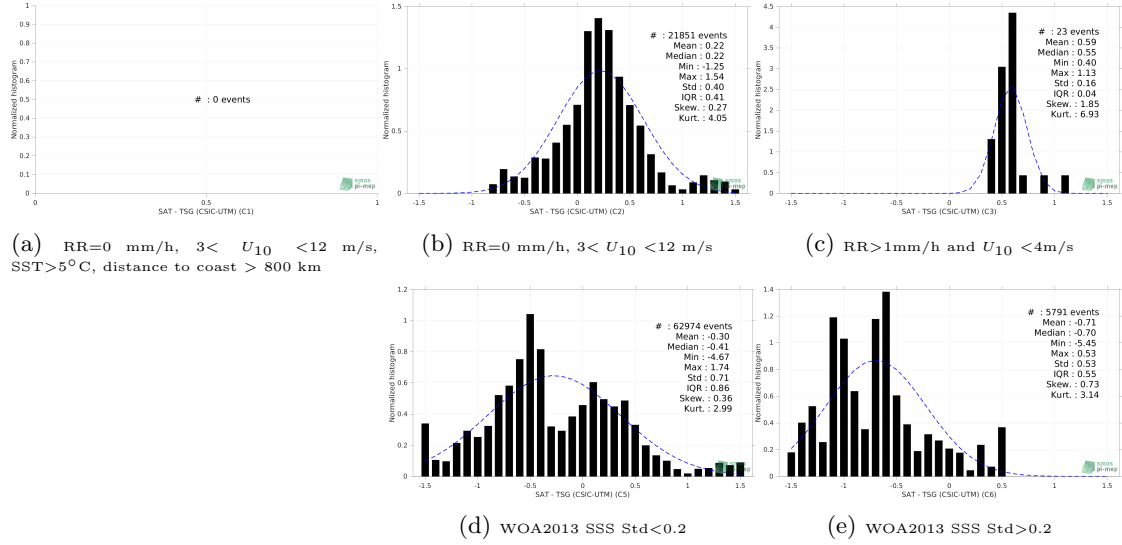 1
0.9
0.8
0.7
0.6
0.5
0.4
0.3
0.2
0.1
0
Normalized histogram
# : 0 events
0
0.5
1
SAT - TSG (CSIC-UTM) (C1)
smos
pi-mep
(a) RR=0 mm/h, 3< U10 <12 m/s,
SST>5°C, distance to coast > 800 km
1.5
1
0.5
0
Normalized histogram
# : 21851 events
Mean : 0.22
Median : 0.22
Min : -1.25
Max : 1.54
Std : 0.40
IQR : 0.41
Skew. : 0.27
Kurt. : 4.05
-1.5 -1 -0.5 0 0.5 1 1.5
SAT - TSG (CSIC-UTM) (C2)
smos
pi-mep
(b) RR=0 mm/h, 3< U10 <12 m/s
4.5
4
3.5
3
2.5
2
1.5
1
0.5
0
Normalized histogram
# : 23 events
Mean : 0.59
Median : 0.55
Min : 0.40
Max : 1.13
Std : 0.16
IQR : 0.04
Skew. : 1.85
Kurt. : 6.93
-1.5 -1 -0.5 0 0.5 1 1.5
SAT - TSG (CSIC-UTM) (C3)
smos
pi-mep
(c) RR>1mm/h and U10 <4m/s
1.2
1
0.8
0.6
0.4
0.2
0
Normalized histogram
# : 62974 events
Mean : -0.30
Median : -0.41
Min : -4.67
Max : 1.74
Std : 0.71
IQR : 0.86
Skew. : 0.36
Kurt. : 2.99
-1.5 -1 -0.5 0 0.5 1 1.5
SAT - TSG (CSIC-UTM) (C5)
smos
pi-mep
(d) WOA2013 SSS Std<0.2
1.4
1.2
1
0.8
0.6
0.4
0.2
0
Normalized histogram
# : 5791 events
Mean : -0.71
Median : -0.70
Min : -5.45
Max : 0.53
Std : 0.53
IQR : 0.55
Skew. : 0.73
Kurt. : 3.14
-1.5 -1 -0.5 0 0.5 1 1.5
SAT - TSG (CSIC-UTM) (C6)
smos
pi-mep
(e) WOA2013 SSS Std>0.2